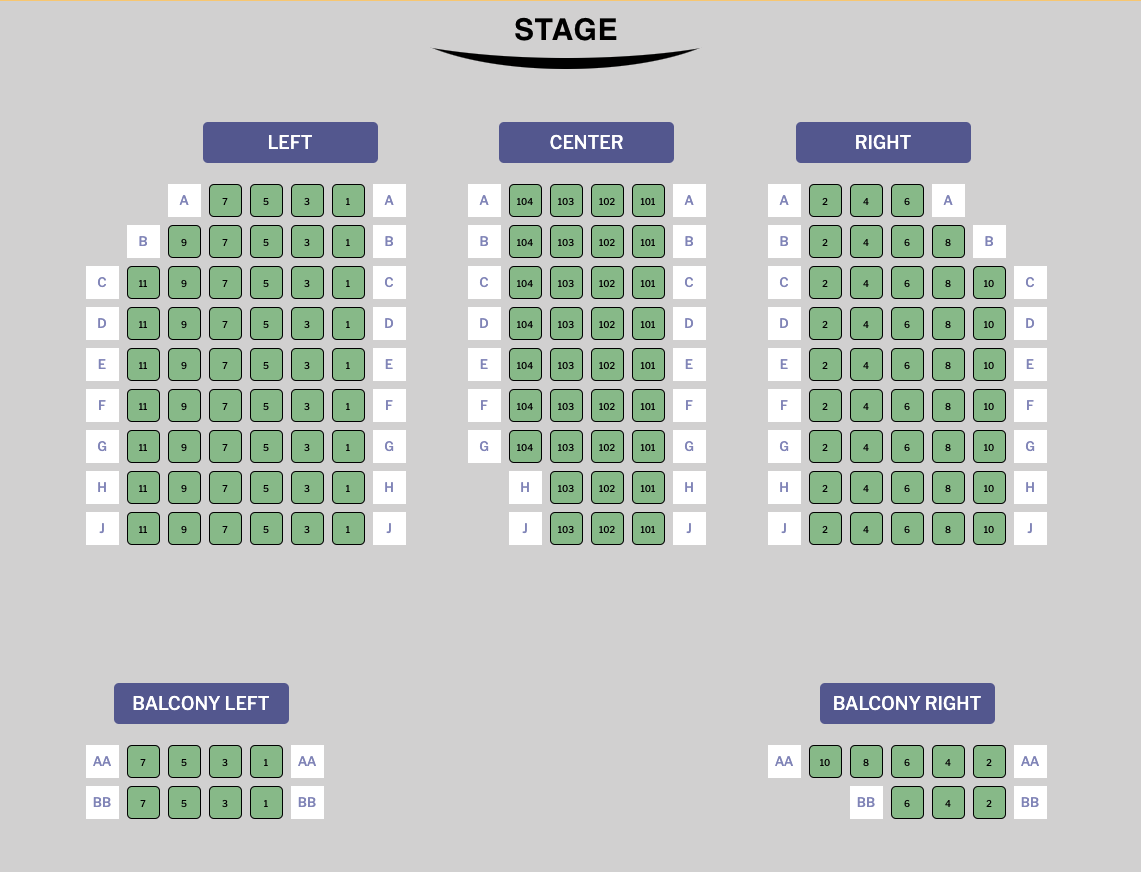 STAGE
LEFT CENTER RIGHT
A 7 5 3 1 A A 104 103 102 101 A A 2 4 6 A
B 9 7 5 3 1 B B 104 103 102 101 B B 2 4 6 8 B
C 11 9 7 5 3 1 C C 104 103 102 101 C C 2 4 6 8 10 C
D 11 9 7 5 3 1 D D 104 103 102 101 D D 2 4 6 8 10 D
E 11 9 7 5 3 1 E E 104 103 102 101 E E 2 4 6 8 10 E
F 11 9 7 5 3 1 F F 104 103 102 101 F F 2 4 6 8 10 F
G 11 9 7 5 3 1 G G 104 103 102 101 G G 2 4 6 8 10 G
H 11 9 7 5 3 1 H H 103 102 101 H H 2 4 6 8 10 H
J 11 9 7 5 3 1 J J 103 102 101 J J 2 4 6 8 10 J
BALCONY LEFT BALCONY RIGHT
AA 7 5 3 1 AA AA 10 8 6 4 2 AA
BB 7 5 3 1 BB BB 6 4 2 BB